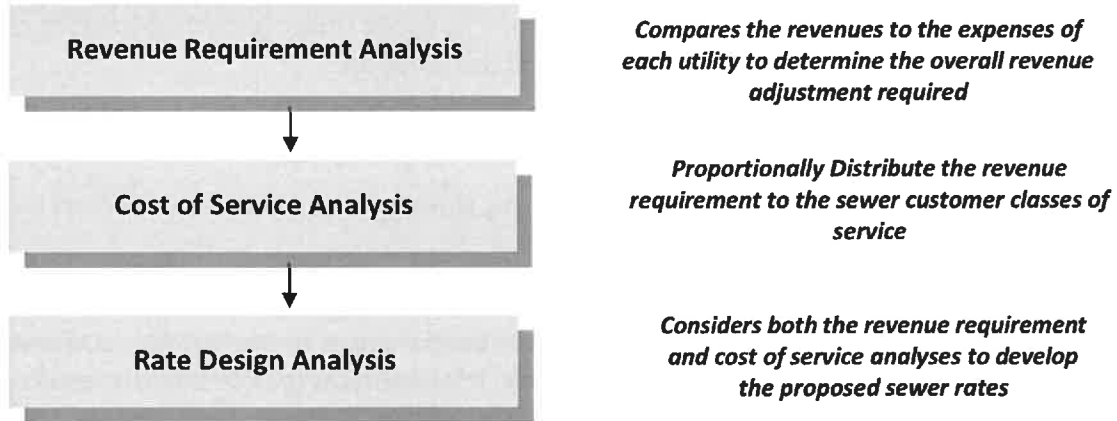 Revenue Requirement Analysis
Compares the revenues to the expenses of
each utility to determine the overall revenue
adjustment required
Cost of Service Analysis
Proportionally Distribute the revenue
requirement to the sewer customer classes of
service
Rate Design Analysis
Considers both the revenue requirement
and cost of service analyses to develop
the proposed sewer rates